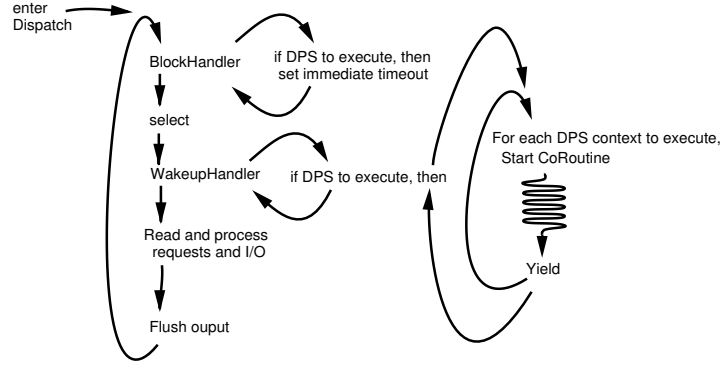 enter
Dispatch
BlockHandler
if DPS to execute, then
set immediate timeout
select
For each DPS context to execute,
Start CoRoutine
WakeupHandler
if DPS to execute, then
Read and process
requests and I/O
Yield
Flush ouput